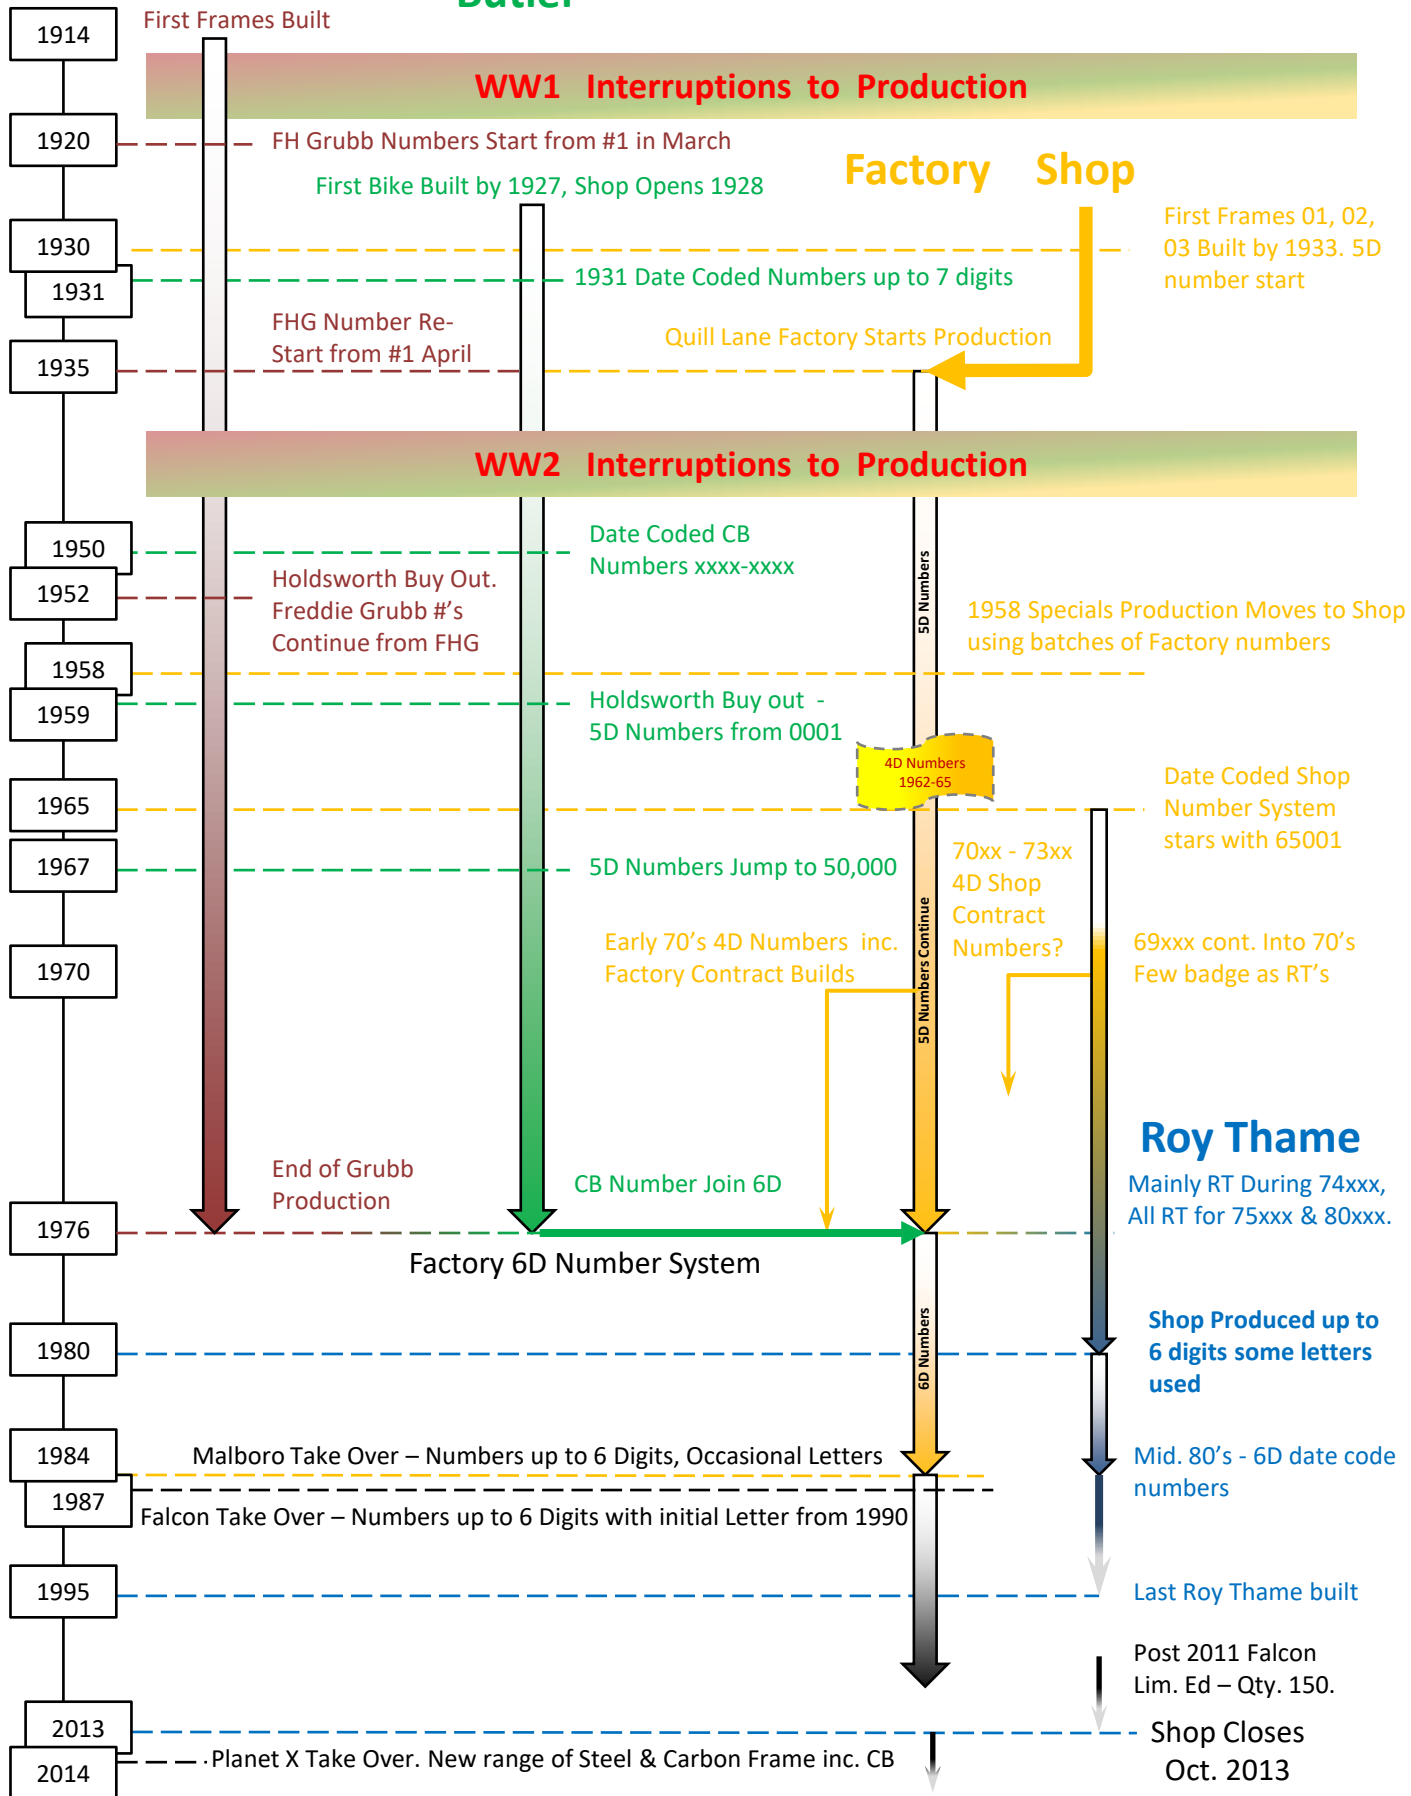 Butler
1914
First Frames Built
WW1 Interruptions to Production
1920
FH Grubb Numbers Start from #1 in March
Factory Shop
First Bike Built by 1927, Shop Opens 1928
First Frames 01, 02,
03 Built by 1933. 5D
number start
1930
1931
1931 Date Coded Numbers up to 7 digits
FHG Number Re-
Start from #1 April
Quill Lane Factory Starts Production
1935
WW2 Interruptions to Production
1950
Date Coded CB
Numbers xxxx-xxxx
1952
Holdsworth Buy Out.
Freddie Grubb #'s
Continue from FHG
5D Numbers
1958 Specials Production Moves to Shop
using batches of Factory numbers
1958
1959
Holdsworth Buy out -
5D Numbers from 0001
4D Numbers
1962-65
1965
Date Coded Shop
Number System
stars with 65001
1967
5D Numbers Jump to 50,000
70xx - 73xx
4D Shop
Contract
Numbers?
5D Numbers Continue
Early 70's 4D Numbers inc.
Factory Contract Builds
69xxx cont. Into 70's
Few badge as RT's
1970
Roy Thame
Mainly RT During 74xxx,
All RT for 75xxx & 80xxx.
End of Grubb
Production
CB Number Join 6D
1976
Factory 6D Number System
6D Numbers
Shop Produced up to
6 digits some letters
used
1980
1984
Malboro Take Over – Numbers up to 6 Digits, Occasional Letters
Mid. 80's - 6D date code
numbers
1987
Falcon Take Over – Numbers up to 6 Digits with initial Letter from 1990
1995
Last Roy Thame built
Post 2011 Falcon
Lim. Ed – Qty. 150.
2013
Shop Closes
Oct. 2013
2014
Planet X Take Over. New range of Steel & Carbon Frame inc. CB